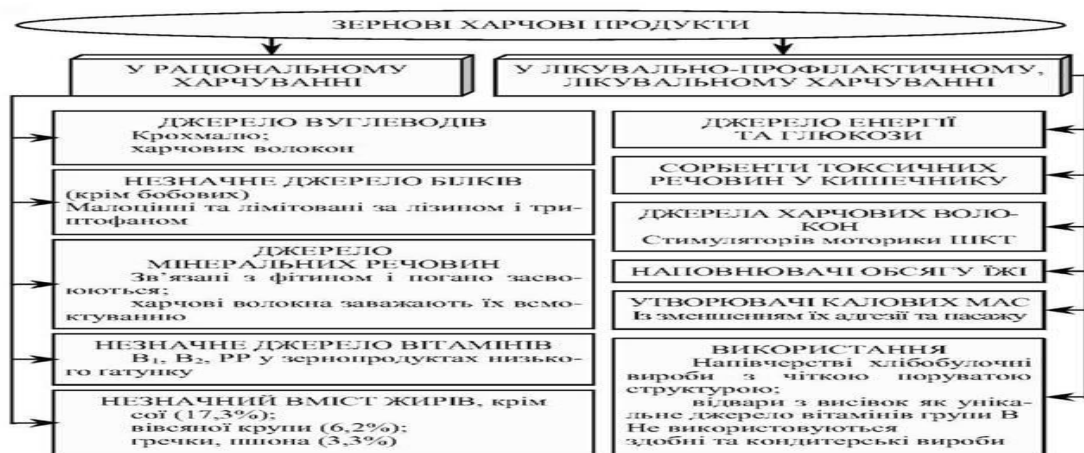 ЗЕРНОВІ ХАРЧОВІ ПРОДУКТИ
У РАЦІОНАЛЬНОМУ
ХАРЧУВАННІ
ДЖЕРЕЛО ВУГЛЕВОДІВ
Крохмалю;
харчових волокон
НЕЗНАЧНЕ ДЖЕРЕЛО БІЛКІВ
(крім бобових)
Малоцінні та лімітовані за лізином і три-
птофаном
ДЖЕРЕЛО
МІНЕРАЛЬНИХ РЕЧОВИН
Зв’язані з фітином і погано засво-
юються;
харчові волокна заважають їх всмо-
ктуванню
НЕЗНАЧНЕ ДЖЕРЕЛО ВІТАМІНІВ
B₁, B₂, PP у зернопродуктах низько-
го ґатунку
НЕЗНАЧНИЙ ВМІСТ ЖИРІВ, крім
сої (17,3%);
вівсяної крупи (6,2%);
гречки, пшона (3,3%)
У ЛІКУВАЛЬНО-ПРОФІЛАКТИЧНОМУ,
ЛІКУВАЛЬНОМУ ХАРЧУВАННІ
ДЖЕРЕЛО ЕНЕРГІЇ
ТА ГЛЮКОЗИ
СОРБЕНТИ ТОКСИЧНИХ
РЕЧОВИН У КИШЕЧНИКУ
ДЖЕРЕЛА ХАРЧОВИХ ВОЛО-
КОН
Стимуляторів моторики ШКТ
НАПОВНЮВАЧІ ОБСЯГУ ЇЖІ
УТВОРЮВАЧІ КАЛОВИХ МАС
Із зменшенням їх адгезії та пасажу
ВИКОРИСТАННЯ
Напівчерстві хлібобулочні
вироби з чіткою поруватою
структурою;
відвари з висівок як уніка-
льне джерело вітамінів групи В
Не використовуються
здобні та кондитерські вироби